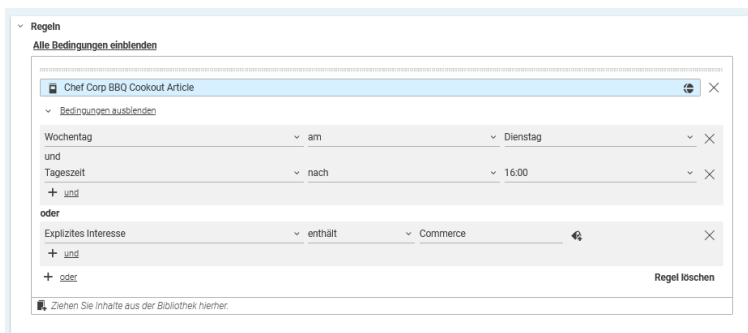 Regeln
Alle Bedingungen einblenden
Chef Corp BBQ Cookout Article
Bedingungen ausblenden
Wochentag am Dienstag
und
Tageszeit nach 16:00
+ und
oder
Explizites Interesse enthält Commerce
+ und
+ oder Regel löschen
Ziehen Sie Inhalte aus der Bibliothek hierher.